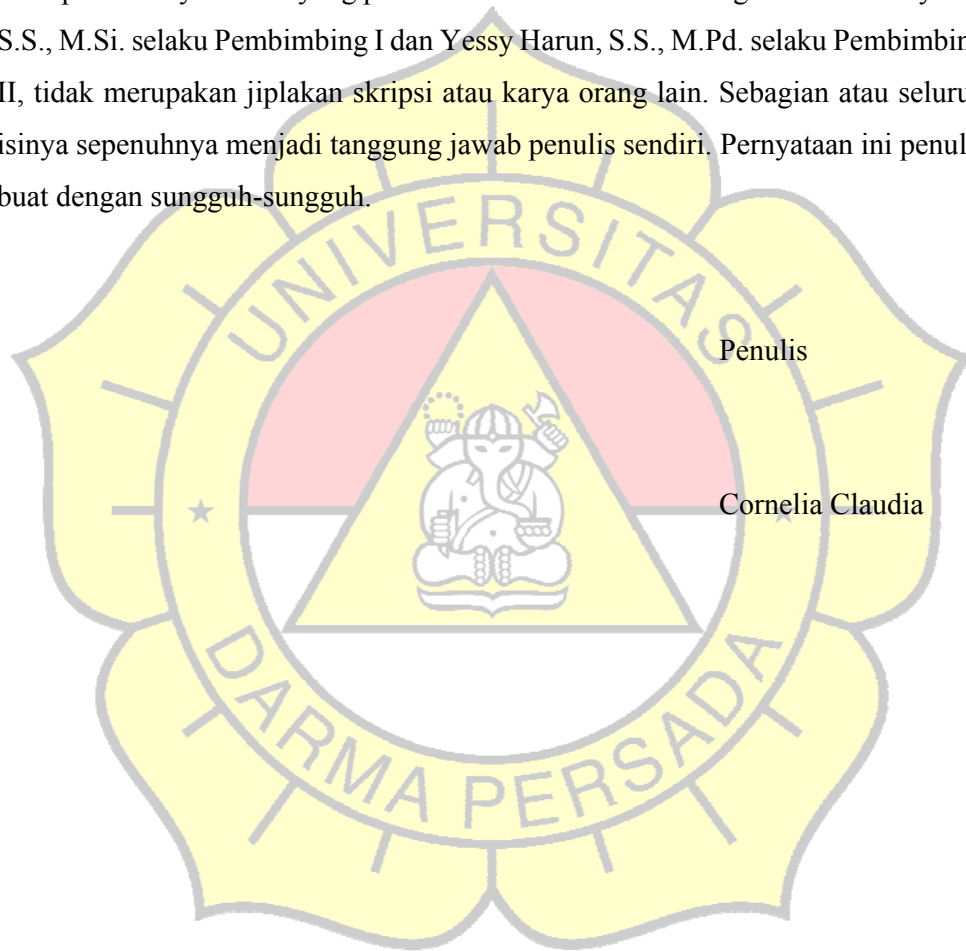 S.S., M.Si. selaku Pembimbing I dan Yessy Harun, S.S., M.Pd. selaku Pembimbin
II, tidak merupakan jiplakan skripsi atau karya orang lain. Sebagian atau selur
isinya sepenuhnya menjadi tanggung jawab penulis sendiri. Pernyataan ini penul
buat dengan sungguh-sungguh.
UNIVERSITAS
Penulis
Cornelia Claudia
DARMA PERSADA